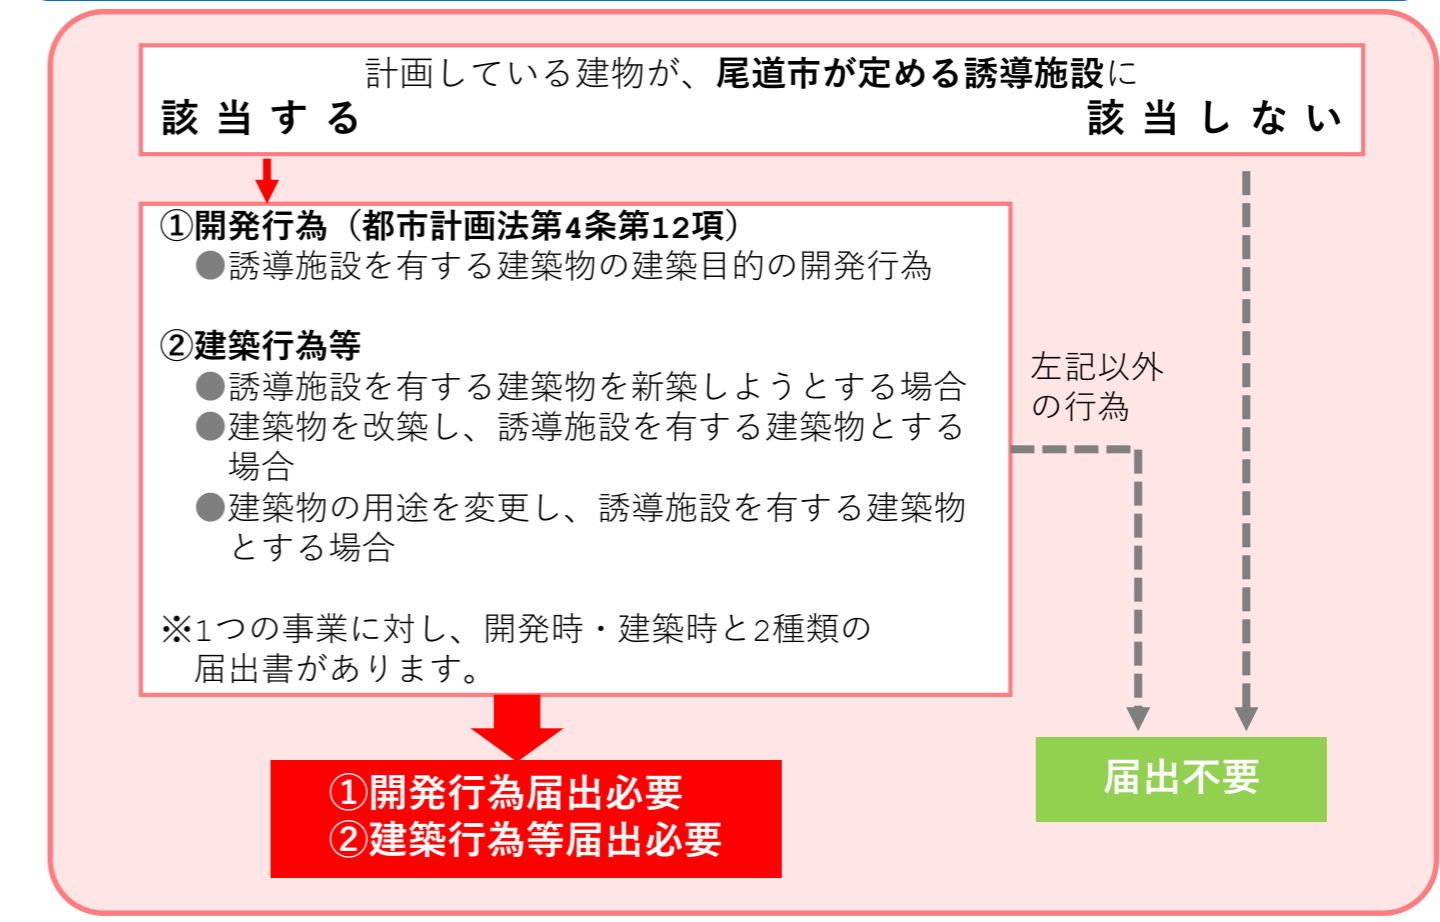 計画している建物が、尾道市が定める誘導施設に
該当する
該当しない
①開発行為（都市計画法第4条第12項）
●誘導施設を有する建築物の建築目的の開発行為
②建築行為等
●誘導施設を有する建築物を新築しようとする場合
●建築物を改築し、誘導施設を有する建築物とする
場合
●建築物の用途を変更し、誘導施設を有する建築物
とする場合
※1つの事業に対し、開発時・建築時と2種類の
届出書があります。
左記以外
の行為
①開発行為届出必要
②建築行為等届出必要
届出不要